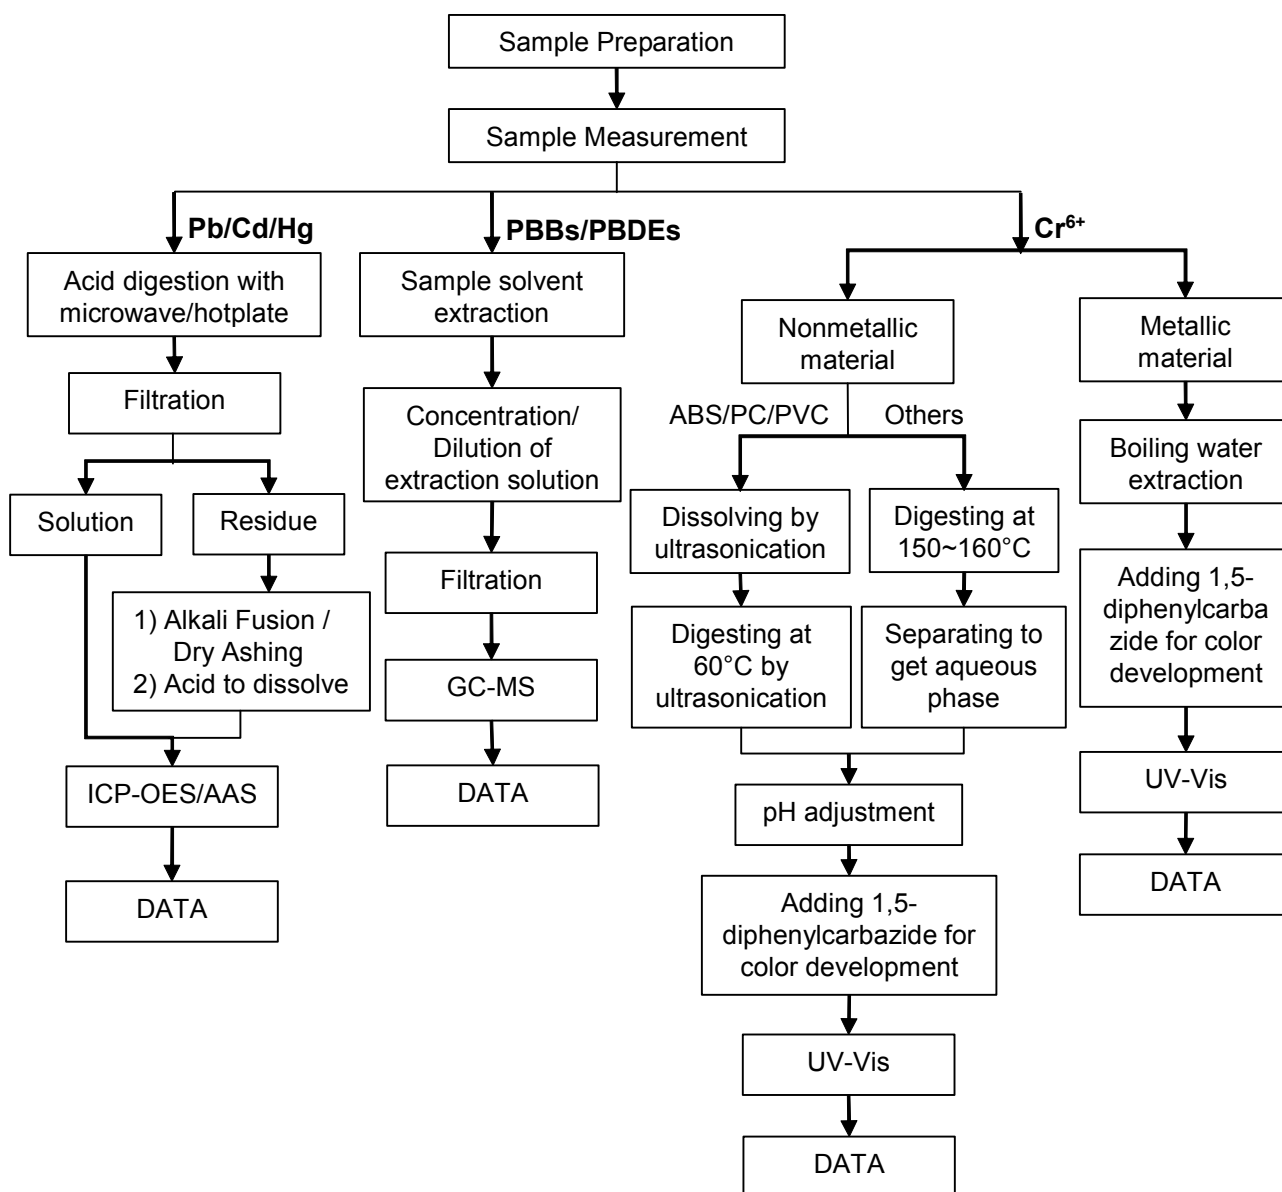 Sample Preparation
Sample Measurement
Pb/Cd/Hg
PBBs/PBDEs
Cr⁶⁺
Acid digestion with
microwave/hotplate
Filtration
Solution
Residue
1) Alkali Fusion /
Dry Ashing
2) Acid to dissolve
ICP-OES/AAS
DATA
Sample solvent
extraction
Concentration/
Dilution of
extraction solution
Filtration
GC-MS
DATA
Nonmetallic
material
ABS/PC/PVC
Others
Dissolving by
ultrasonication
Digesting at
60°C by
ultrasonication
Digesting at
150~160°C
Separating to
get aqueous
phase
pH adjustment
Adding 1,5-
diphenylcarbazide for
color development
UV-Vis
DATA
Metallic
material
Boiling water
extraction
Adding 1,5-
diphenylcarba
zide for color
development
UV-Vis
DATA